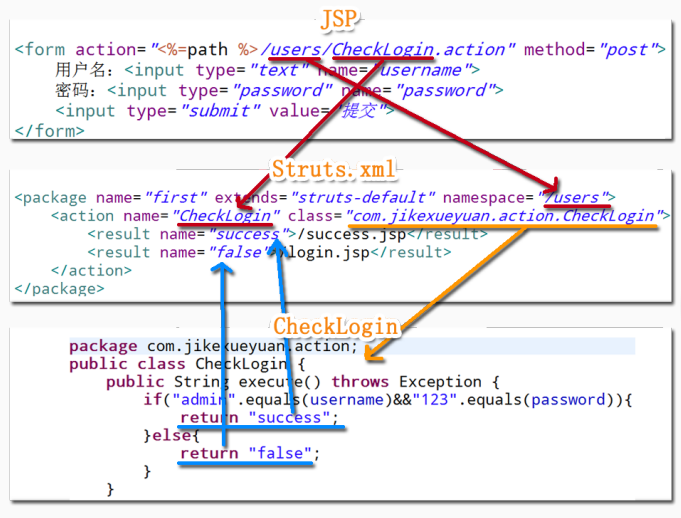 JSP
<form action="<%=path %>/users/CheckLogin.action" method="post">
用户名：<input type="text" name="username">
密码：<input type="password" name="password">
<input type="submit" value="提交">
</form>
Struts.xml
<package name="first" extends="struts-default" namespace="/users">
<action name="CheckLogin" class="com.jikexueyuan.action.CheckLogin">
<result name="success">/success.jsp</result>
<result name="false">/login.jsp</result>
</action>
</package>
CheckLogin
package com.jikexueyuan.action;
public class CheckLogin {
public String execute() throws Exception {
if("admin".equals(username)&&"123".equals(password)){
return "success";
}else{
return "false";
}
}